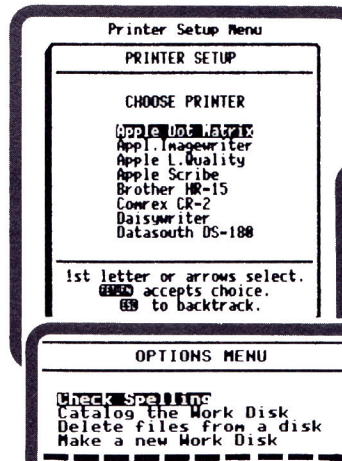 Printer Setup Menu
PRINTER SETUP
CHOOSE PRINTER
Apple Dot Matrix
Appl.Imagewriter
Apple L.Quality
Apple Scribe
Brother HR-15
Comrex CR-2
Daisywriter
Datasouth DS-180
1st letter or arrows select.
RETURN accepts choice.
ESC to backtrack.
OPTIONS MENU
Check Spelling
Catalog the Work Disk
Delete files from a disk
Make a new Work Disk